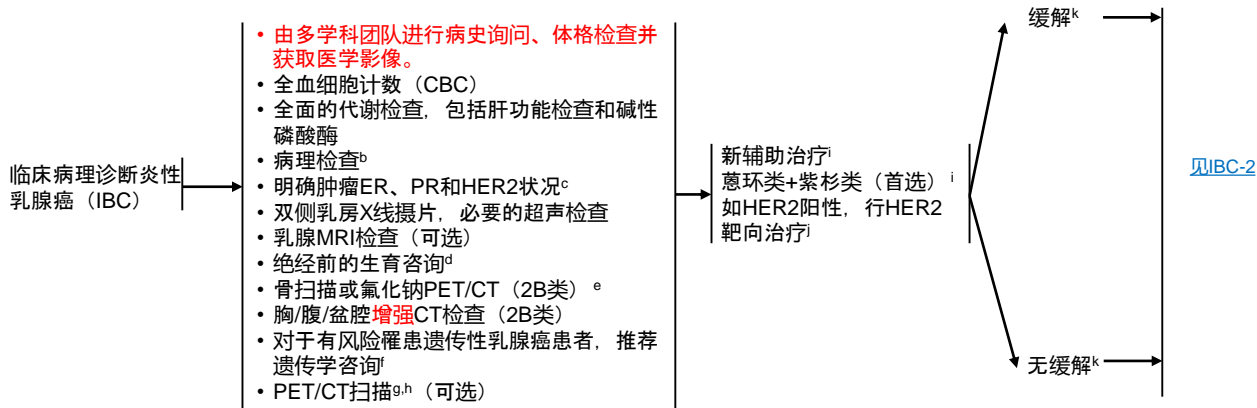 临床病理诊断炎性
乳腺癌（IBC）
• 由多学科团队进行病史询问、体格检查并
获取医学影像。
• 全血细胞计数（CBC）
• 全面的代谢检查，包括肝功能检查和碱性
磷酸酶
• 病理检查ᵇ
• 明确肿瘤ER、PR和HER2状况ᶜ
• 双侧乳房X线摄片，必要的超声检查
• 乳腺MRI检查（可选）
• 绝经前的生育咨询ᵈ
• 骨扫描或氟化钠PET/CT（2B类）ᵉ
• 胸/腹/盆腔增强CT检查（2B类）
• 对于有风险罹患遗传性乳腺癌患者，推荐
遗传学咨询ᶠ
• PET/CT扫描ᵍ,ʰ（可选）
新辅助治疗ⁱ
蒽环类+紫杉类（首选）ⁱ
如HER2阳性，行HER2
靶向治疗ʲ
缓解ᵏ
无缓解ᵏ
见IBC-2